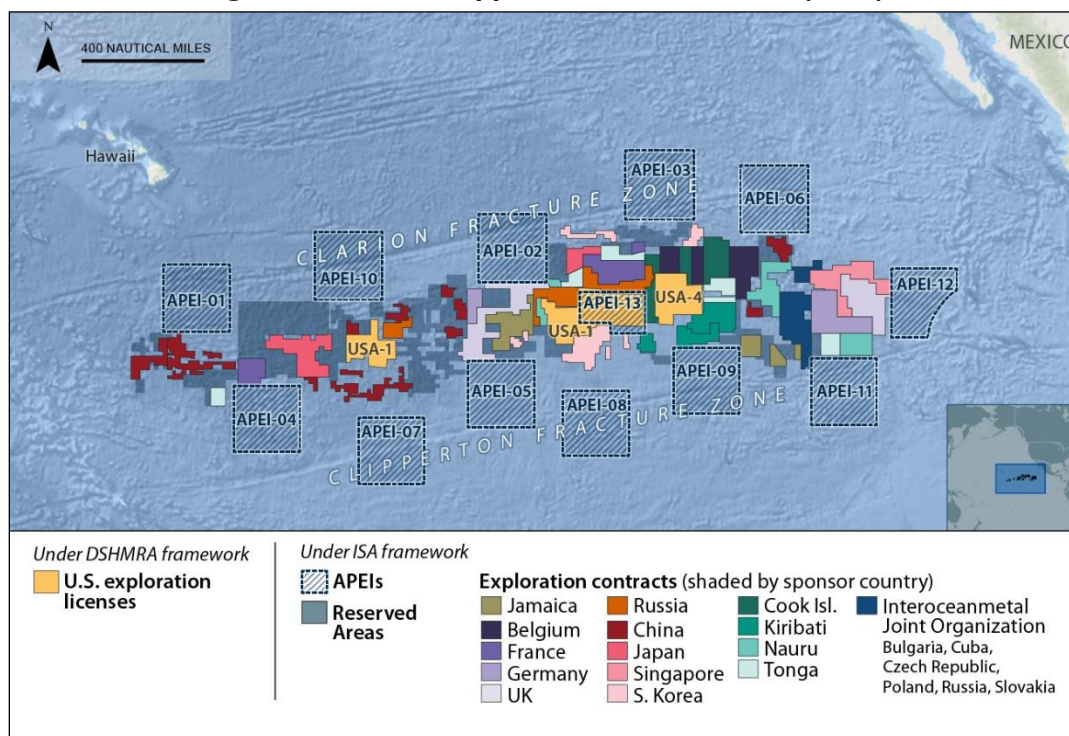 N
400 NAUTICAL MILES
MEXICO
Hawaii
APEI-03
APEI-06
CLARION FRACTURE ZONE
APEI-02
APEI-10
APEI-01
APEI-12
APEI-13
USA-4
USA-1
USA-1
APEI-09
APEI-05
APEI-11
APEI-04
APEI-08
APEI-07
CLIPPERTON FRACTURE ZONE
Under DSHMRA framework
U.S. exploration
licenses
Under ISA framework
APEIs
Reserved
Areas
Exploration contracts (shaded by sponsor country)
Jamaica
Belgium
France
Germany
UK
Russia
China
Japan
Singapore
S. Korea
Cook Isl.
Kiribati
Nauru
Tonga
Interoceanmetal
Joint Organization
Bulgaria, Cuba,
Czech Republic,
Poland, Russia, Slovakia